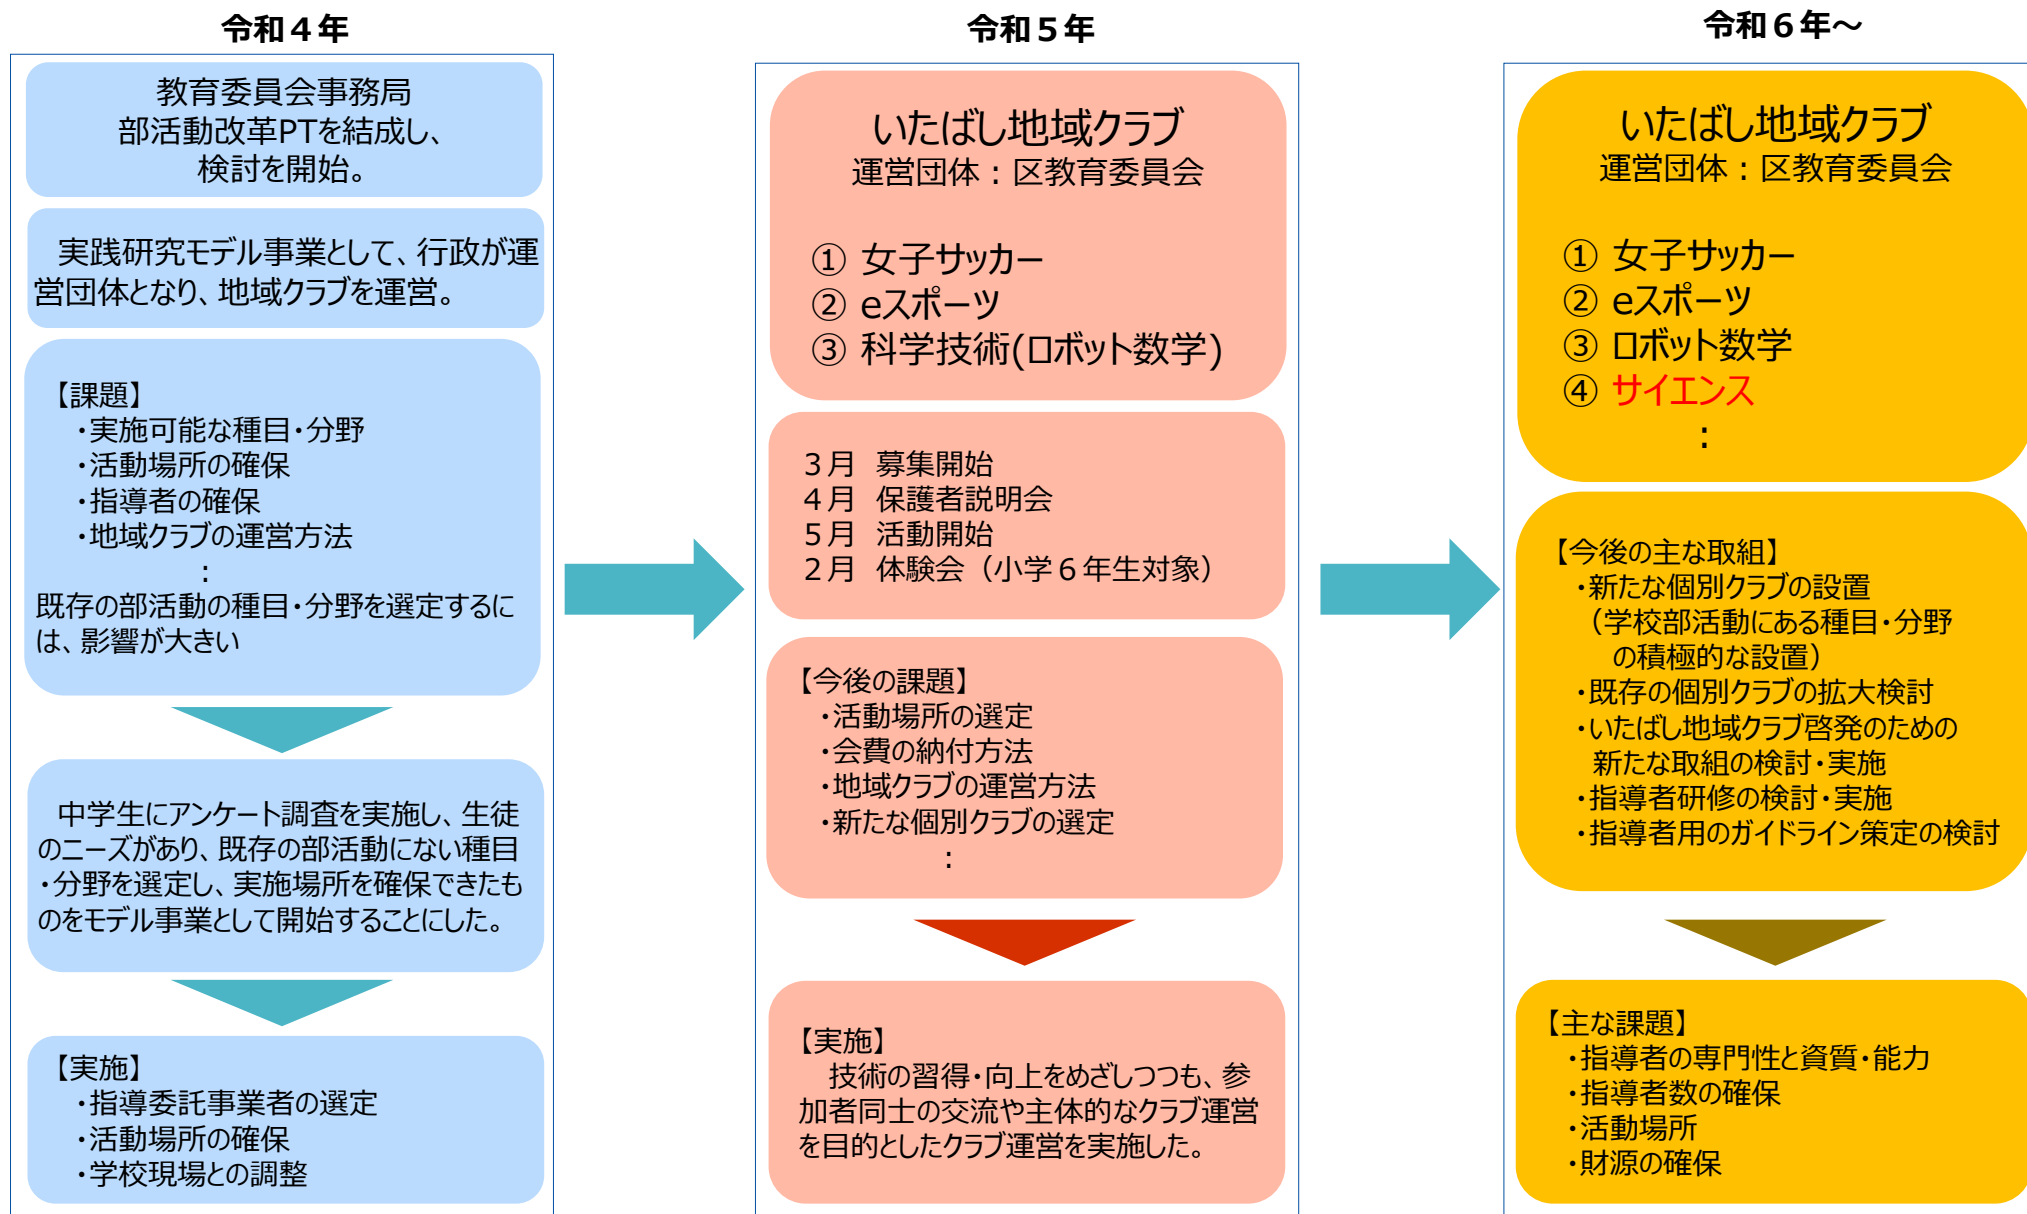 令和４年
教育委員会事務局
部活動改革PTを結成し、
検討を開始。
実践研究モデル事業として、行政が運
営団体となり、地域クラブを運営。
【課題】
・実施可能な種目・分野
・活動場所の確保
・指導者の確保
・地域クラブの運営方法
：
既存の部活動の種目・分野を選定するに
は、影響が大きい
中学生にアンケート調査を実施し、生徒
のニーズがあり、既存の部活動にない種目
・分野を選定し、実施場所を確保できたも
のをモデル事業として開始することにした。
【実施】
・指導委託事業者の選定
・活動場所の確保
・学校現場との調整
令和５年
いたばし地域クラブ
運営団体：区教育委員会
① 女子サッカー
② eスポーツ
③ 科学技術(ロボット数学)
３月 募集開始
４月 保護者説明会
５月 活動開始
２月 体験会（小学６年生対象）
【今後の課題】
・活動場所の選定
・会費の納付方法
・地域クラブの運営方法
・新たな個別クラブの選定
：
【実施】
技術の習得・向上をめざしつつも、参
加者同士の交流や主体的なクラブ運営
を目的としたクラブ運営を実施した。
令和６年～
いたばし地域クラブ
運営団体：区教育委員会
① 女子サッカー
② eスポーツ
③ ロボット数学
④ サイエンス
：
【今後の主な取組】
・新たな個別クラブの設置
（学校部活動にある種目・分野
の積極的な設置）
・既存の個別クラブの拡大検討
・いたばし地域クラブ啓発のための
新たな取組の検討・実施
・指導者研修の検討・実施
・指導者用のガイドライン策定の検討
【主な課題】
・指導者の専門性と資質・能力
・指導者数の確保
・活動場所
・財源の確保